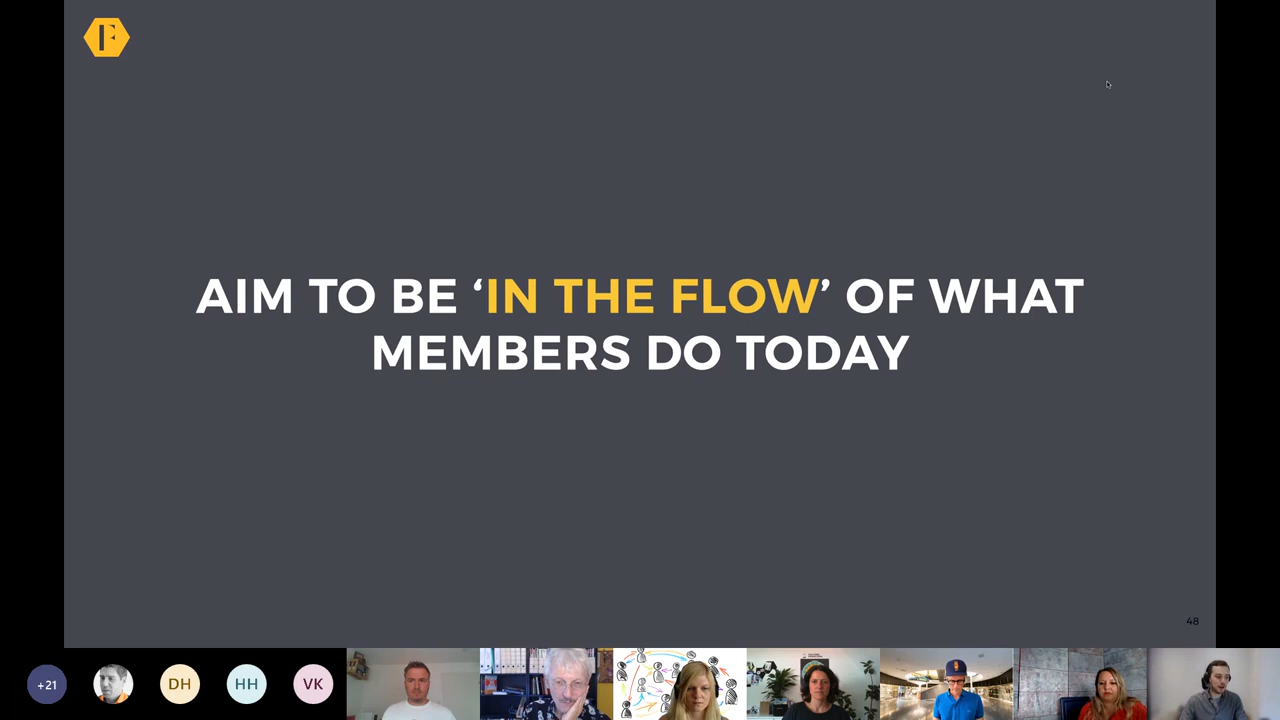 F
AIM TO BE ‘IN THE FLOW’ OF WHAT
MEMBERS DO TODAY
48
+21
DH
HH
VK